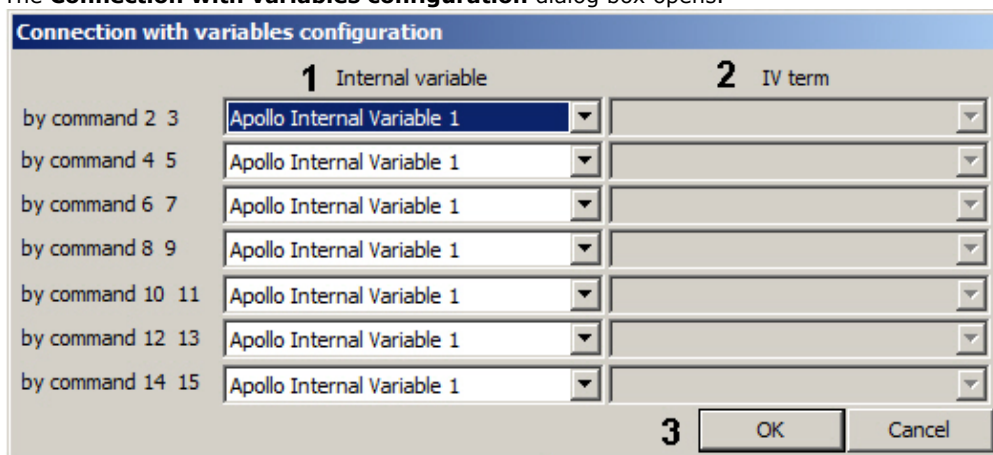 The Connection with variables configuration dialog box opens.
Connection with variables configuration
1 Internal variable 2 IV term
by command 2 3 Apollo Internal Variable 1
by command 4 5 Apollo Internal Variable 1
by command 6 7 Apollo Internal Variable 1
by command 8 9 Apollo Internal Variable 1
by command 10 11 Apollo Internal Variable 1
by command 12 13 Apollo Internal Variable 1
by command 14 15 Apollo Internal Variable 1
3 OK Cancel